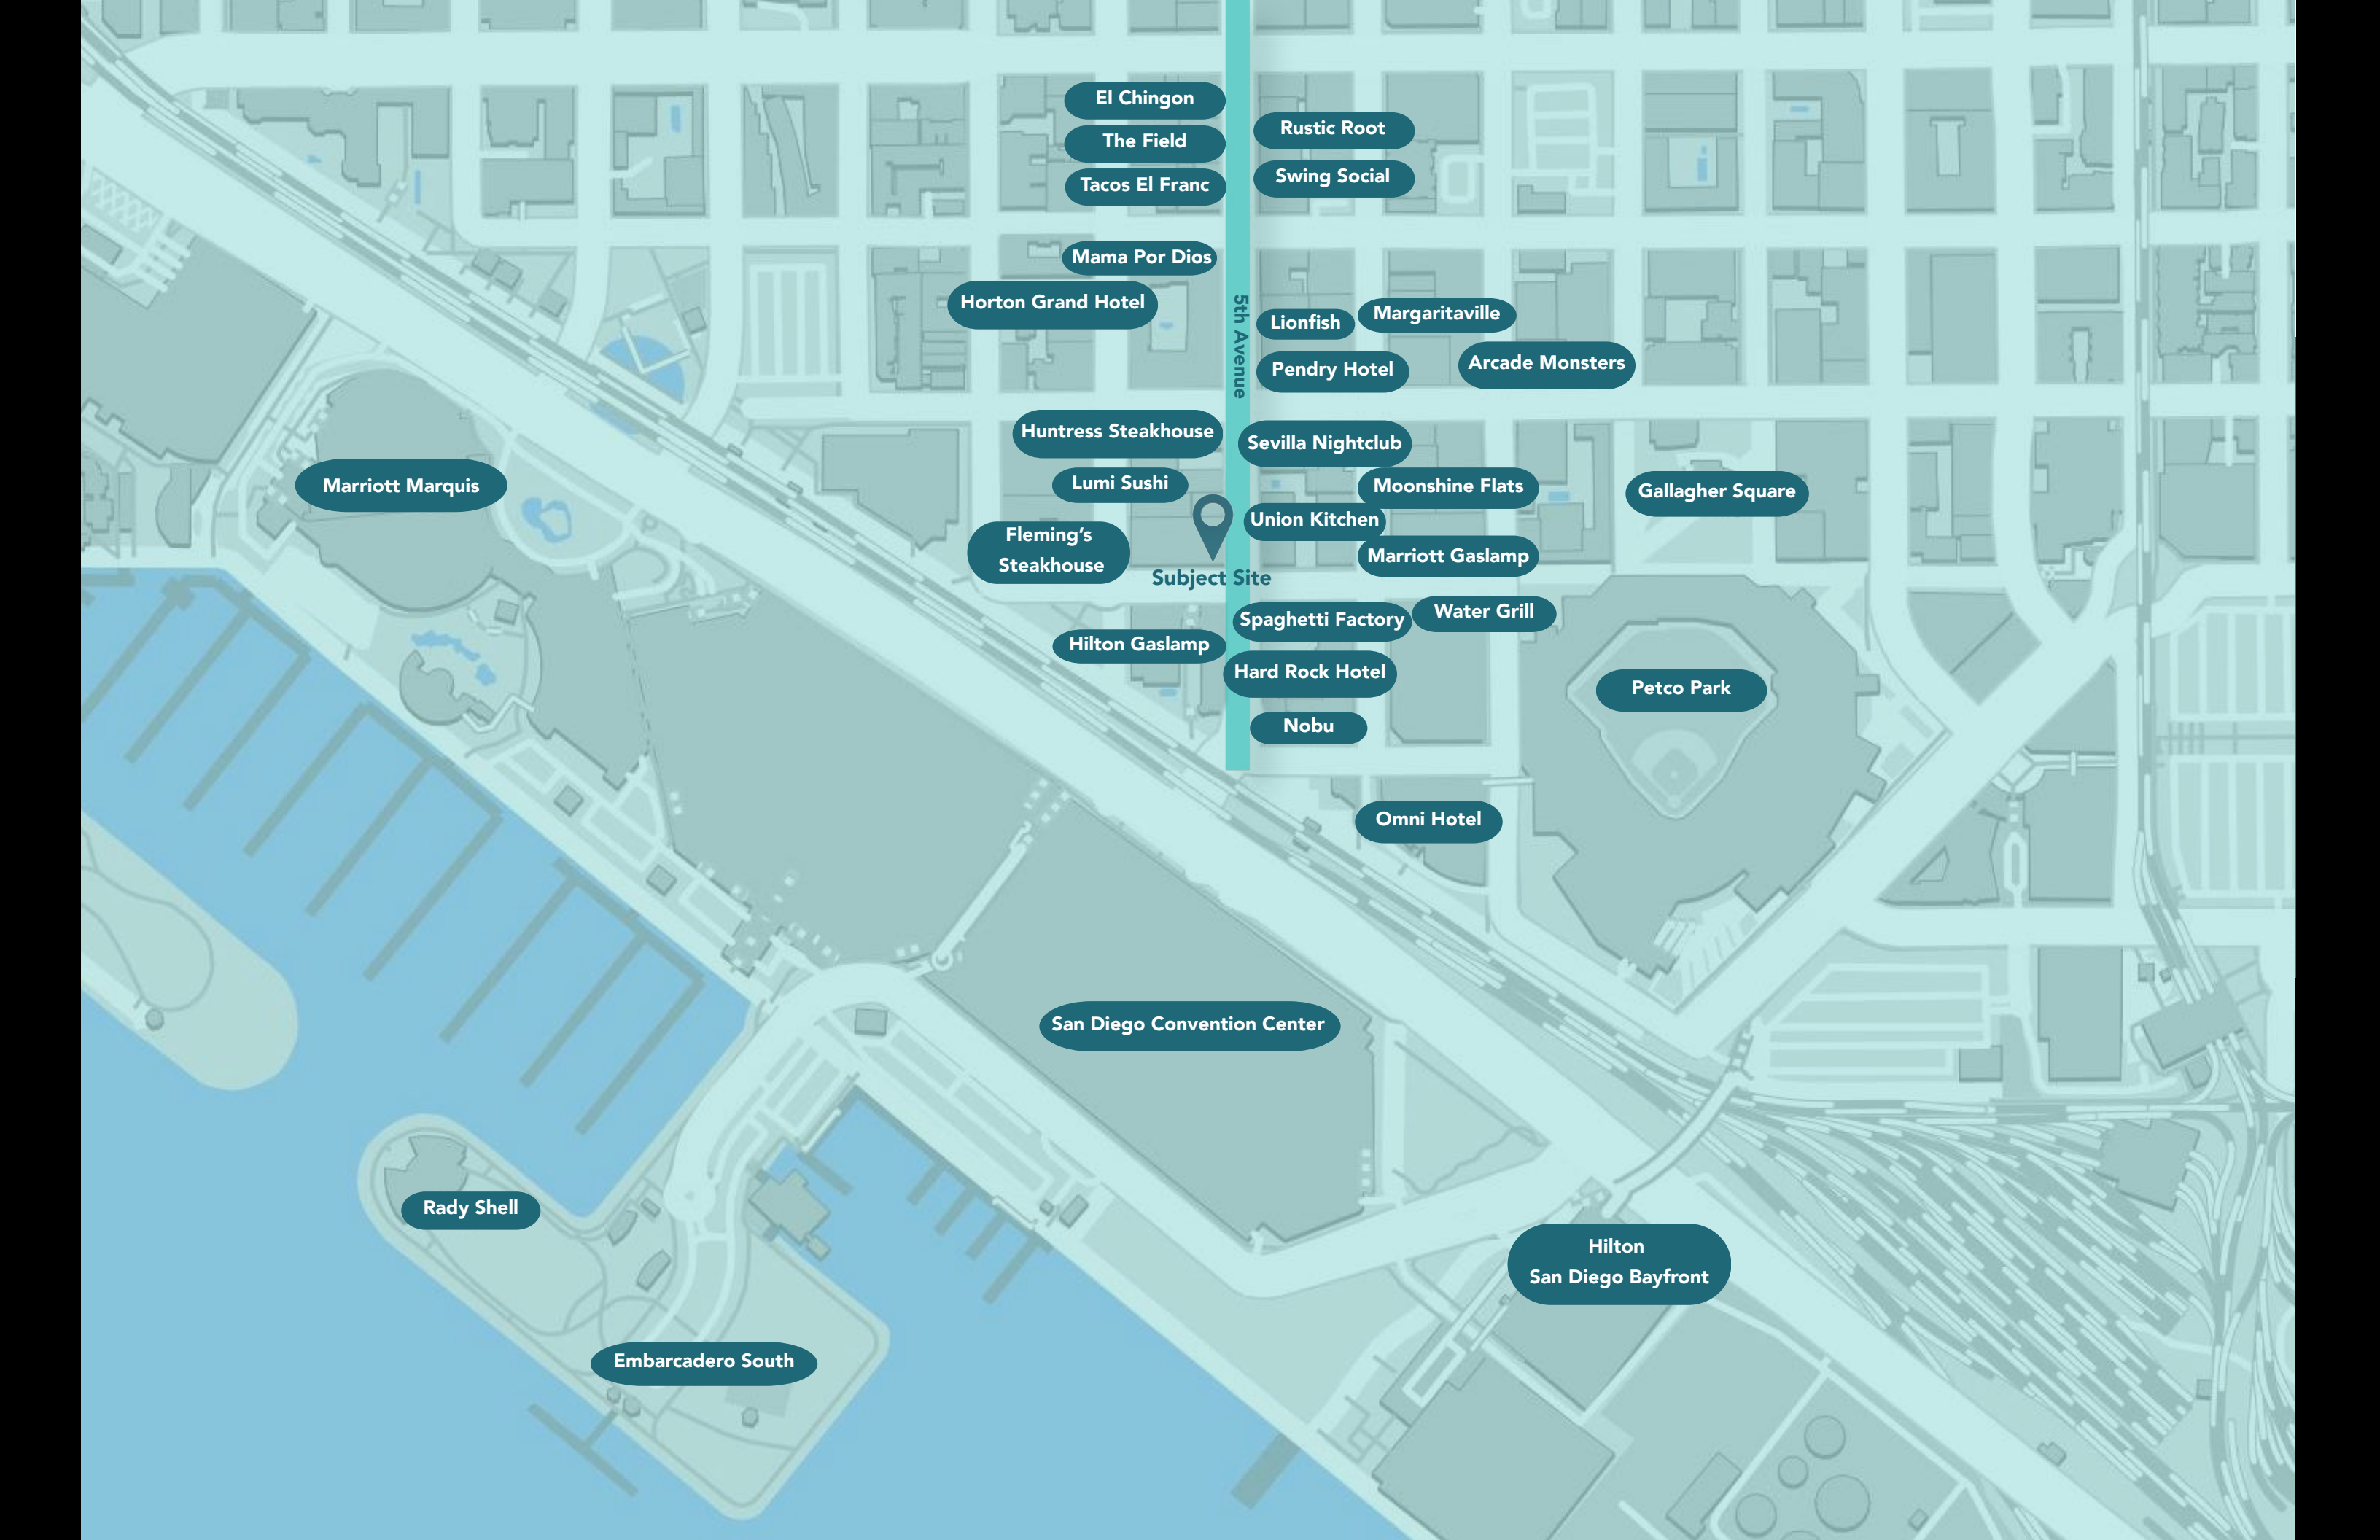 El Chingon
The Field
Tacos El Franc
Rustic Root
Swing Social
Mama Por Dios
Horton Grand Hotel
5th Avenue
Lionfish
Margaritaville
Pendry Hotel
Arcade Monsters
Huntress Steakhouse
Sevilla Nightclub
Marriott Marquis
Lumi Sushi
Moonshine Flats
Gallagher Square
Union Kitchen
Fleming’s
Steakhouse
Marriott Gaslamp
Subject Site
Spaghetti Factory
Water Grill
Hilton Gaslamp
Hard Rock Hotel
Petco Park
Nobu
Omni Hotel
San Diego Convention Center
Rady Shell
Hilton
San Diego Bayfront
Embarcadero South